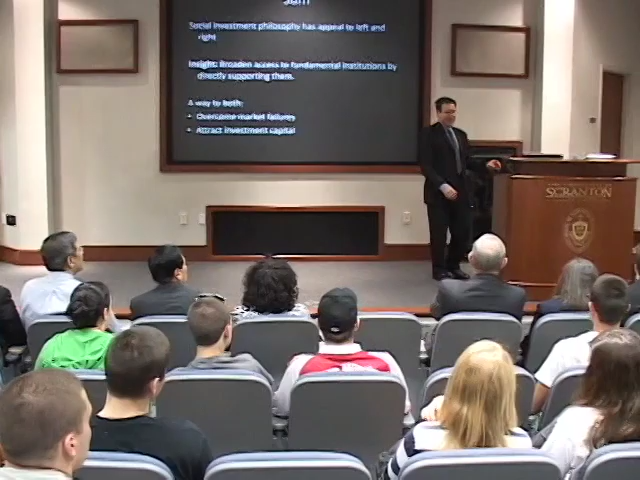 Social investment philosophy has appeal to left and
right
Insight: Broaden access to fundamental institutions by
directly supporting them.
A way to both:
• Overcome market failures
• Attract investment capital
SCRANTON